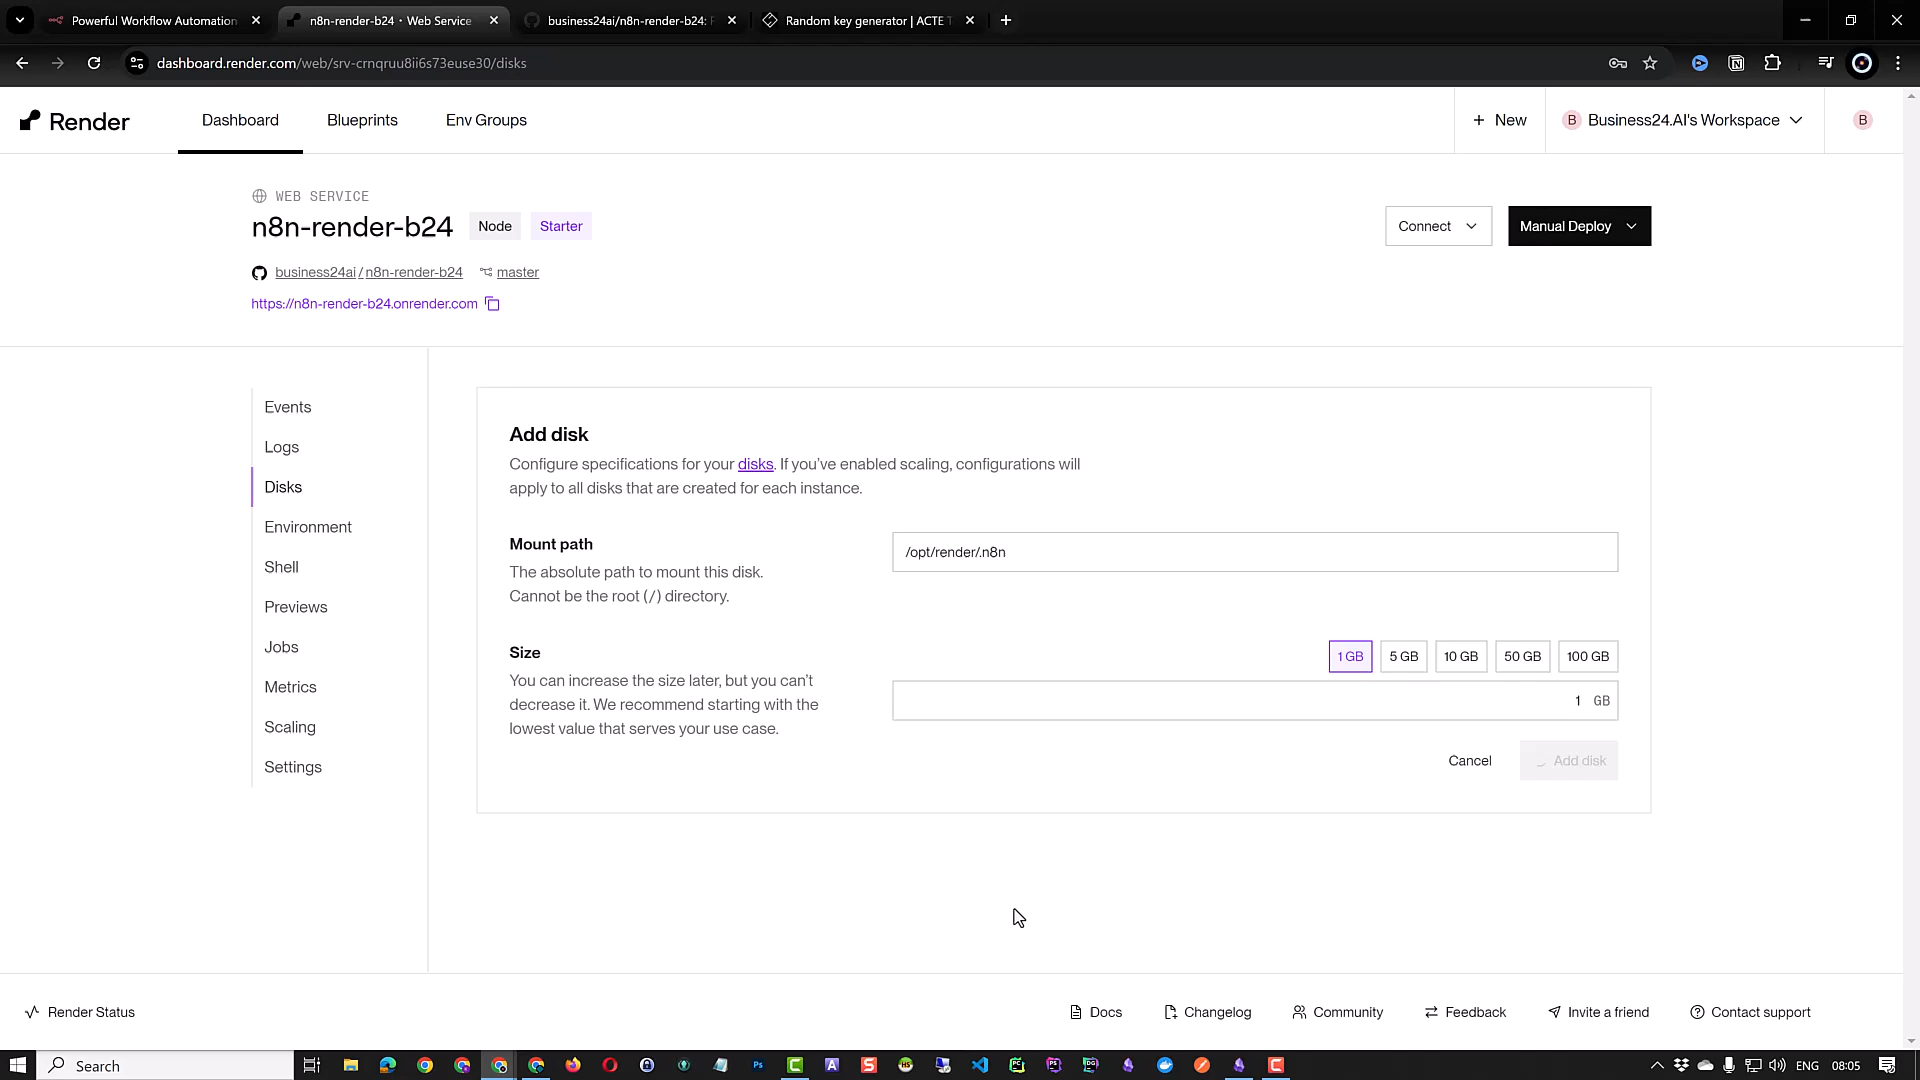 Powerful Workflow Automation
n8n-render-b24 · Web Service
business24ai/n8n-render-b24: F
Random key generator | ACTE T
dashboard.render.com/web/srv-crnqruu8ii6s73euse30/disks
Render
Dashboard
Blueprints
Env Groups
+ New
B
Business24.AI's Workspace
B
WEB SERVICE
n8n-render-b24
Node
Starter
Connect
Manual Deploy
business24ai / n8n-render-b24
master
https://n8n-render-b24.onrender.com
Events
Logs
Disks
Environment
Shell
Previews
Jobs
Metrics
Scaling
Settings
Add disk
Configure specifications for your disks. If you've enabled scaling, configurations will
apply to all disks that are created for each instance.
Mount path
The absolute path to mount this disk.
Cannot be the root (/) directory.
/opt/render/.n8n
Size
You can increase the size later, but you can't
decrease it. We recommend starting with the
lowest value that serves your use case.
1 GB
5 GB
10 GB
50 GB
100 GB
1 GB
Cancel
Add disk
Render Status
Docs
Changelog
Community
Feedback
Invite a friend
Contact support
Search
ENG
08:05